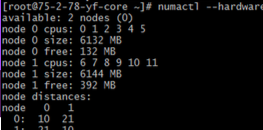 [root@75-2-78-yf-core ~]# numactl --hardware
available: 2 nodes (0)
node 0 cpus: 0 1 2 3 4 5
node 0 size: 6132 MB
node 0 free: 132 MB
node 1 cpus: 6 7 8 9 10 11
node 1 size: 6144 MB
node 1 free: 392 MB
node distances:
node 0 1
0: 10 21
1: 21 10